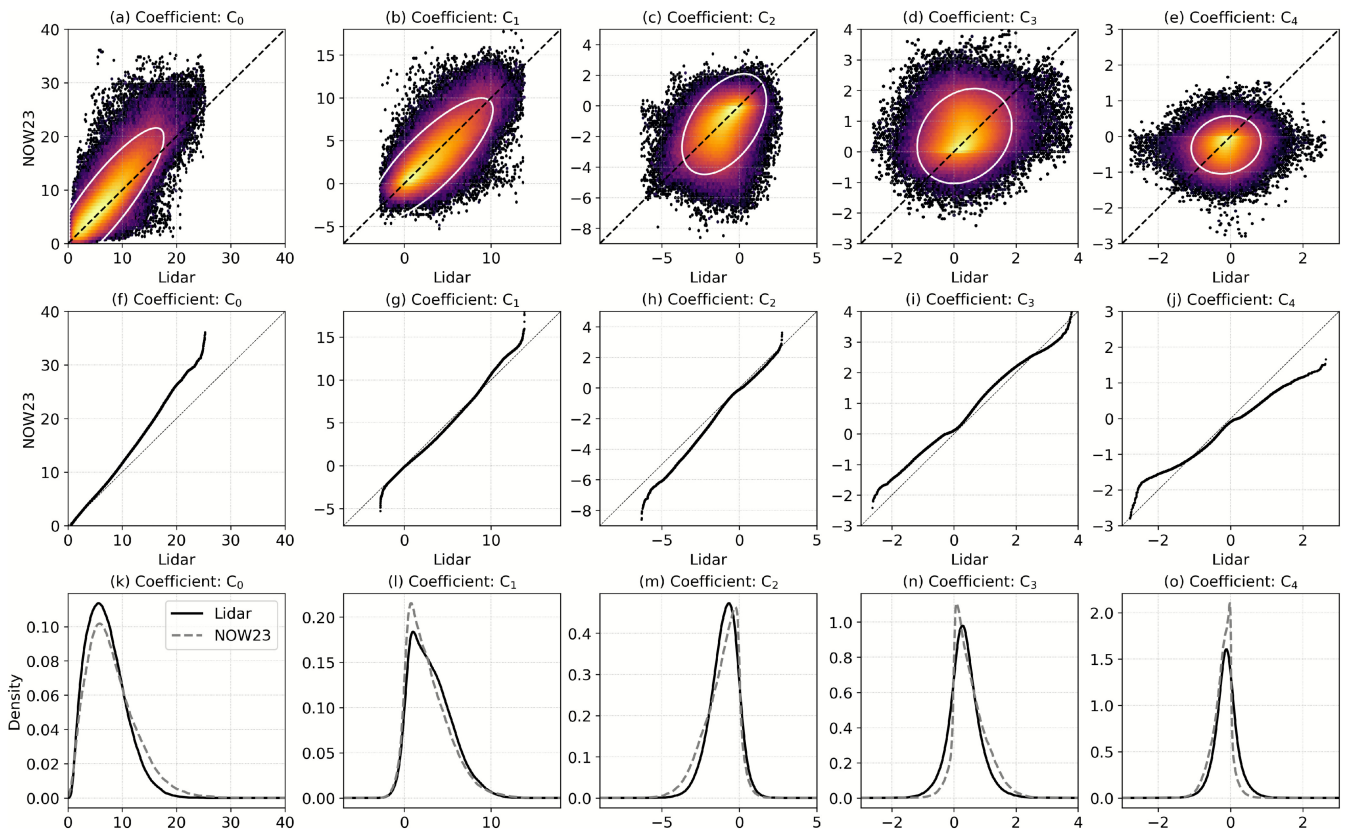 (a) Coefficient: C₀
(b) Coefficient: C₁
(c) Coefficient: C₂
(d) Coefficient: C₃
(e) Coefficient: C₄
NOW23
40
30
20
10
0
0 10 20 30 40
Lidar
15
10
5
0
−5
0 10
Lidar
4
2
0
−2
−4
−6
−8
−5 0 5
Lidar
4
3
2
1
0
−1
−2
−3
−2 0 2 4
Lidar
3
2
1
0
−1
−2
−3
−2 0 2
Lidar
(f) Coefficient: C₀
(g) Coefficient: C₁
(h) Coefficient: C₂
(i) Coefficient: C₃
(j) Coefficient: C₄
NOW23
40
30
20
10
0
0 10 20 30 40
Lidar
15
10
5
0
−5
0 10
Lidar
4
2
0
−2
−4
−6
−8
−5 0 5
Lidar
4
3
2
1
0
−1
−2
−3
−2 0 2 4
Lidar
3
2
1
0
−1
−2
−3
−2 0 2
Lidar
(k) Coefficient: C₀
(l) Coefficient: C₁
(m) Coefficient: C₂
(n) Coefficient: C₃
(o) Coefficient: C₄
Density
0.10
0.08
0.06
0.04
0.02
0.00
Lidar
NOW23
0 10 20 30 40
0.20
0.15
0.10
0.05
0.00
0 10
0.4
0.3
0.2
0.1
0.0
−5 0 5
1.0
0.8
0.6
0.4
0.2
0.0
−2 0 2 4
2.0
1.5
1.0
0.5
0.0
−2 0 2